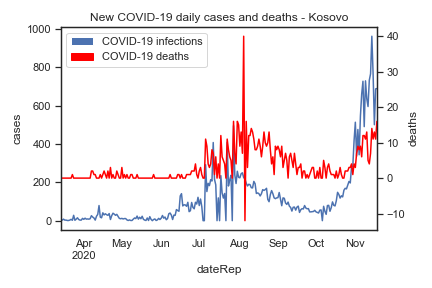 New COVID-19 daily cases and deaths - Kosovo
COVID-19 infections
COVID-19 deaths
1000
800
600
400
200
0
cases
40
30
20
10
0
−10
deaths
Apr May Jun Jul Aug Sep Oct Nov
2020
dateRep